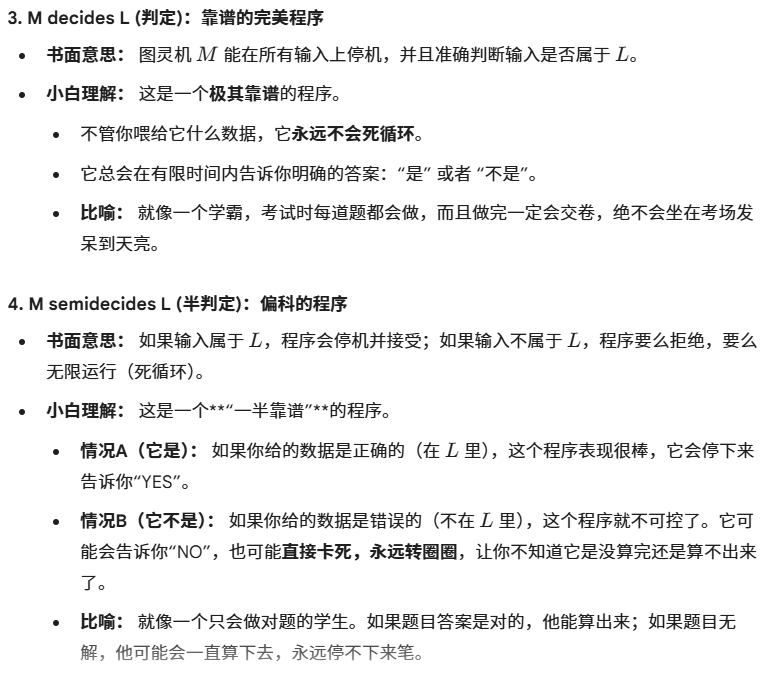 3. M decides L (判定)：靠谱的完美程序
• 书面意思： 图灵机 M 能在所有输入上停机，并且准确判断输入是否属于 L。
• 小白理解： 这是一个极其靠谱的程序。
• 不管你喂给它什么数据，它永远不会死循环。
• 它总会在有限时间内告诉你明确的答案：“是” 或者 “不是”。
• 比喻： 就像一个学霸，考试时每道题都会做，而且做完一定会交卷，绝不会坐在考场发
呆到天亮。
4. M semidecides L (半判定)：偏科的程序
• 书面意思： 如果输入属于 L，程序会停机并接受；如果输入不属于 L，程序要么拒绝，要么
无限运行（死循环）。
• 小白理解： 这是一个**“一半靠谱”**的程序。
• 情况A（它是）： 如果你给的数据是正确的（在 L 里），这个程序表现很棒，它会停下来
告诉你“YES”。
• 情况B（它不是）： 如果你给的数据是错误的（不在 L 里），这个程序就不可控了。它可
能会告诉你“NO”，也可能直接卡死，永远转圈圈，让你不知道它是没算完还是算不出来
了。
• 比喻： 就像一个只会做对题的学生。如果题目答案是对的，他能算出来；如果题目无
解，他可能会一直算下去，永远停不下来笔。